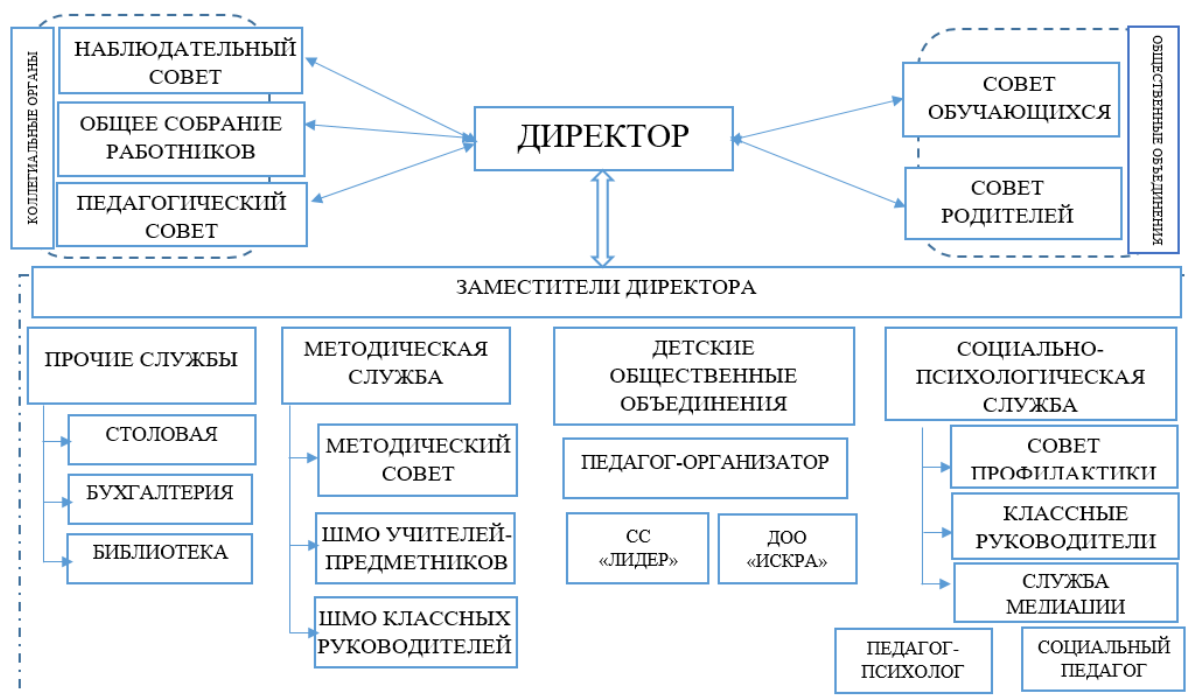 КОЛЛЕГИАЛЬНЫЕ ОРГАНЫ
НАБЛЮДАТЕЛЬНЫЙ
СОВЕТ
ОБЩЕЕ СОБРАНИЕ
РАБОТНИКОВ
ПЕДАГОГИЧЕСКИЙ
СОВЕТ
ДИРЕКТОР
СОВЕТ
ОБУЧАЮЩИХСЯ
СОВЕТ
РОДИТЕЛЕЙ
ОБЩЕСТВЕННЫЕ ОБЪЕДИНЕНИЯ
ЗАМЕСТИТЕЛИ ДИРЕКТОРА
ПРОЧИЕ СЛУЖБЫ
СТОЛОВАЯ
БУХГАЛТЕРИЯ
БИБЛИОТЕКА
МЕТОДИЧЕСКАЯ
СЛУЖБА
МЕТОДИЧЕСКИЙ
СОВЕТ
ШМО УЧИТЕЛЕЙ-
ПРЕДМЕТНИКОВ
ШМО КЛАССНЫХ
РУКОВОДИТЕЛЕЙ
ДЕТСКИЕ
ОБЩЕСТВЕННЫЕ
ОБЪЕДИНЕНИЯ
ПЕДАГОГ-ОРГАНИЗАТОР
СС
«ЛИДЕР»
ДОО
«ИСКРА»
СОЦИАЛЬНО-
ПСИХОЛОГИЧЕСКАЯ
СЛУЖБА
СОВЕТ
ПРОФИЛАКТИКИ
КЛАССНЫЕ
РУКОВОДИТЕЛИ
СЛУЖБА
МЕДИАЦИИ
ПЕДАГОГ-
ПСИХОЛОГ
СОЦИАЛЬНЫЙ
ПЕДАГОГ